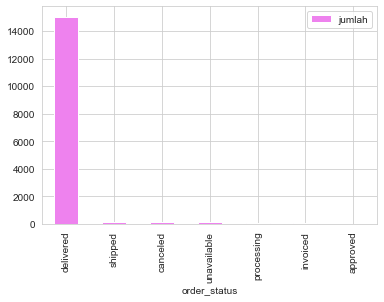 jumlah
14000
12000
10000
8000
6000
4000
2000
0
delivered
shipped
canceled
unavailable
processing
invoiced
approved
order_status